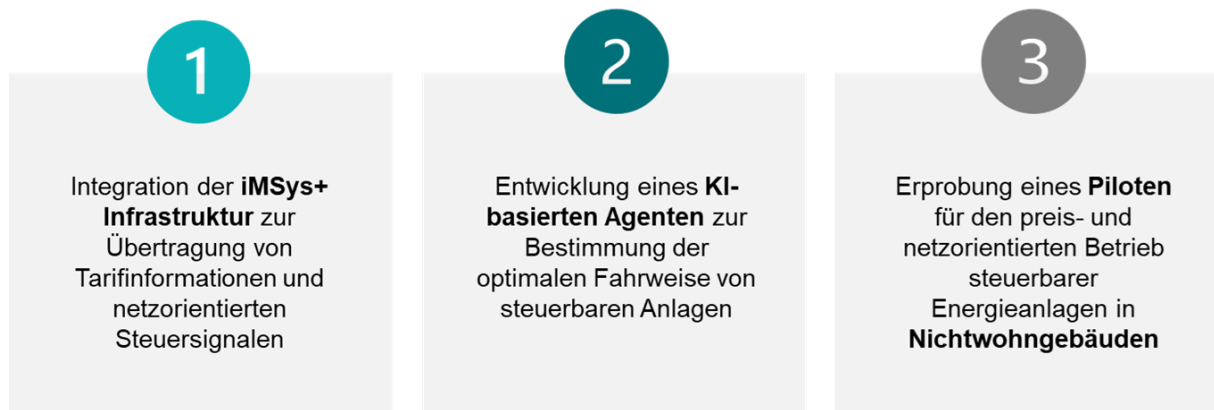 1
Integration der iMSys+
Infrastruktur zur
Übertragung von
Tarifinformationen und
netzorientierten
Steuersignalen
2
Entwicklung eines KI-
basierten Agenten zur
Bestimmung der
optimalen Fahrweise von
steuerbaren Anlagen
3
Erprobung eines Piloten
für den preis- und
netzorientierten Betrieb
steuerbarer
Energieanlagen in
Nichtwohngebäuden